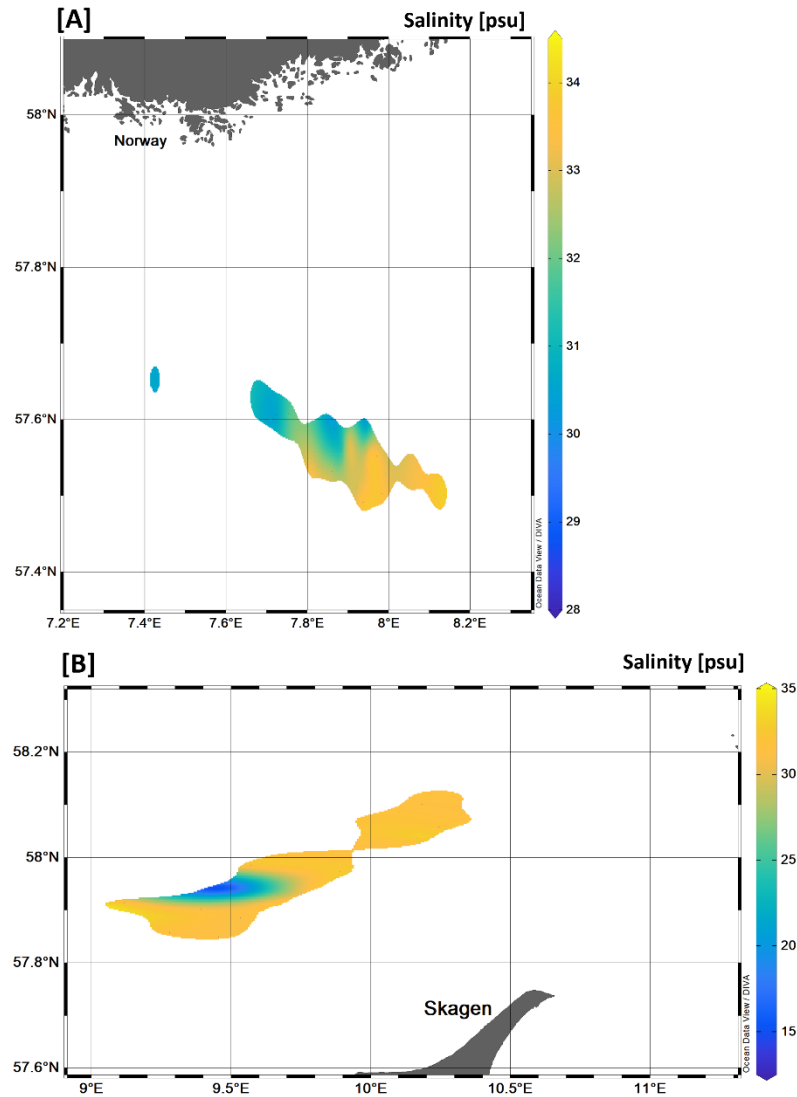 [A]
Salinity [psu]
58°N
57.8°N
57.6°N
57.4°N
Norway
7.2°E 7.4°E 7.6°E 7.8°E 8°E 8.2°E
34
33
32
31
30
29
28
Ocean Data View / DIVA
[B]
Salinity [psu]
58.2°N
58°N
57.8°N
57.6°N
Skagen
9°E 9.5°E 10°E 10.5°E 11°E
35
30
25
20
15
Ocean Data View / DIVA